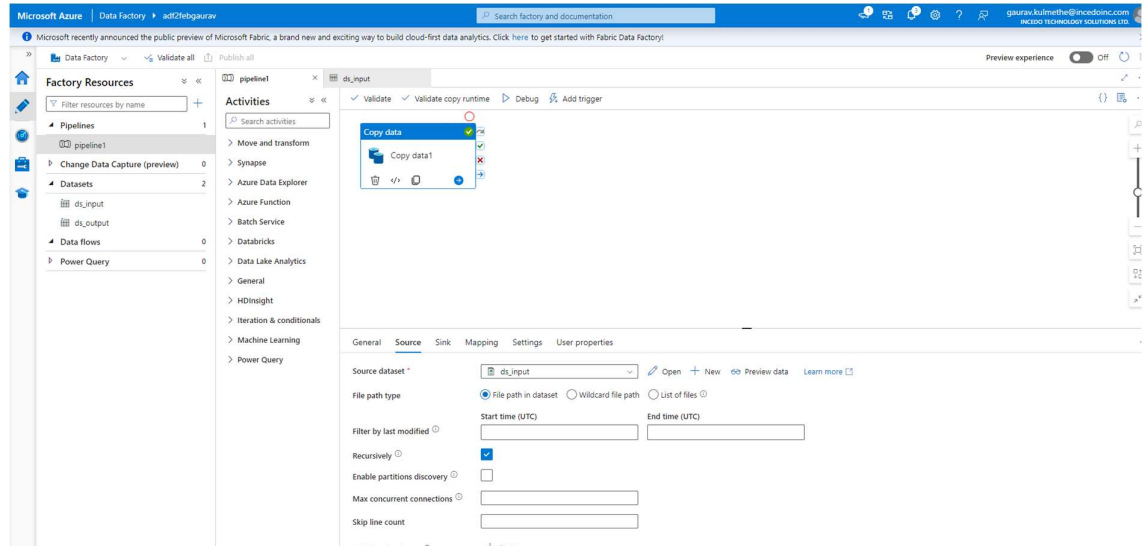 Microsoft Azure | Data Factory ▸ adf2febgaurav
Search factory and documentation
gaurav.kulmethe@incedoinc.com
INCEDO TECHNOLOGY SOLUTIONS LTD.
Microsoft recently announced the public preview of Microsoft Fabric, a brand new and exciting way to build cloud-first data analytics. Click here to get started with Fabric Data Factory!
Data Factory Validate all Publish all
Preview experience Off
Factory Resources
Filter resources by name
Pipelines 1
pipeline1
Change Data Capture (preview) 0
Datasets 2
ds_input
ds_output
Data flows 0
Power Query 0
pipeline1 ds_input
Activities
Search activities
Move and transform
Synapse
Azure Data Explorer
Azure Function
Batch Service
Databricks
Data Lake Analytics
General
HDInsight
Iteration & conditionals
Machine Learning
Power Query
Validate Validate copy runtime Debug Add trigger
Copy data
Copy data1
General Source Sink Mapping Settings User properties
Source dataset *
ds_input
Open New Preview data Learn more
File path type
File path in dataset Wildcard file path List of files
Start time (UTC) End time (UTC)
Filter by last modified
Recursively
Enable partitions discovery
Max concurrent connections
Skip line count